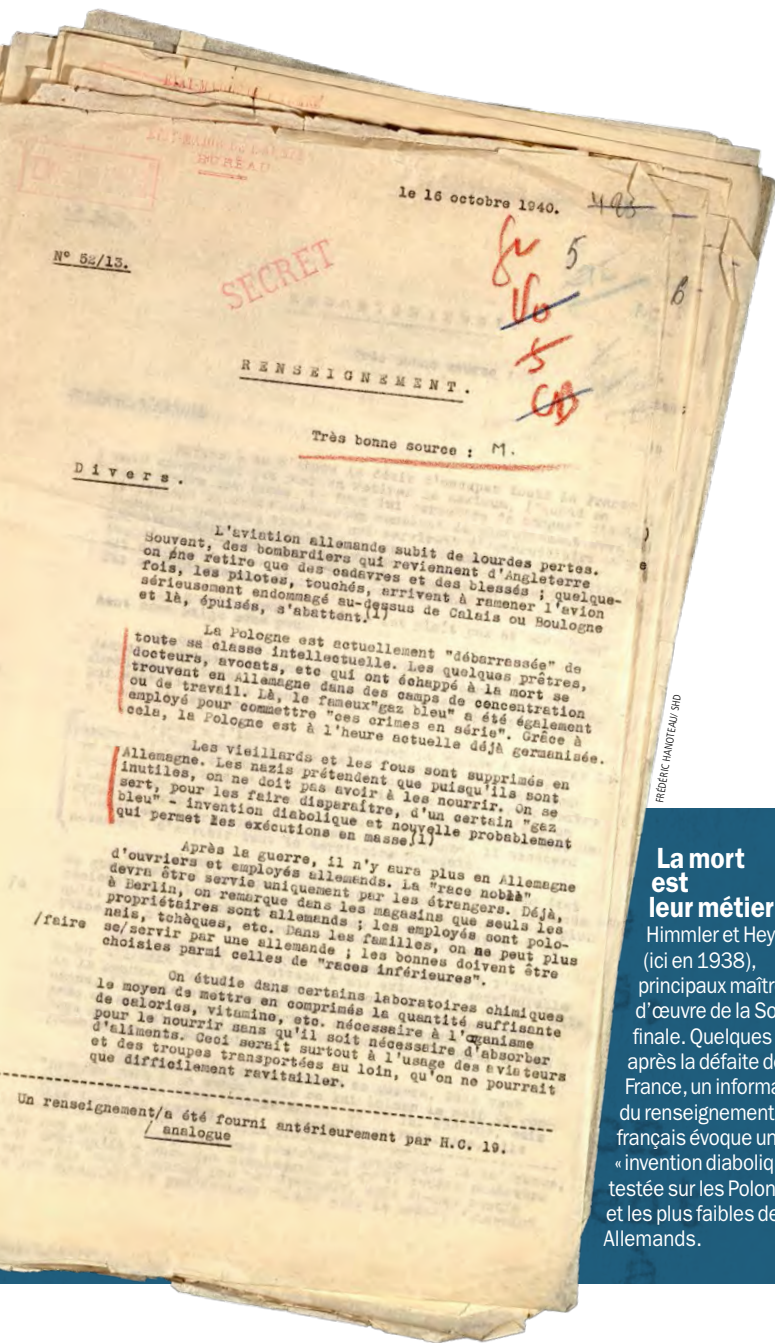 ETAT-MAJOR DE L'ARMEE
BUREAU
le 16 octobre 1940.
485
N° 52/13.
SECRET
5
B
RENSEIGNEMENT.
Très bonne source : M.
Divers.
L'aviation allemande subit de lourdes pertes.
Souvent, des bombardiers qui reviennent d'Angleterre
on ne retire que des cadavres et des blessés ; quelque-
fois, les pilotes, touchés, arrivent à ramener l'avion
sérieusement endommagé au-dessus de Calais ou Boulogne
et là, épuisés, s'abattent.(1)
La Pologne est actuellement "débarrassée" de
toute sa classe intellectuelle. Les quelques prêtres,
docteurs, avocats, etc qui ont échappé à la mort se
trouvent en Allemagne dans des camps de concentration
ou de travail. Là, le fameux"gaz bleu" a été également
employé pour commettre "ces crimes en série". Grâce à
cela, la Pologne est à l'heure actuelle déjà germanisée.
Les vieillards et les fous sont supprimés en
Allemagne. Les nazis prétendent que puisqu'ils sont
inutiles, on ne doit pas avoir à les nourrir. On se
sert, pour les faire disparaître, d'un certain "gaz
bleu" - invention diabolique et nouvelle probablement
qui permet les exécutions en masse(1)
Après la guerre, il n'y aura plus en Allemagne
d'ouvriers et employés allemands. La "race noble"
devra être servie uniquement par les étrangers. Déjà,
à Berlin, on remarque dans les magasins que seuls les
propriétaires sont allemands ; les employés sont polo-
nais, tchèques, etc. Dans les familles, on ne peut plus
/faire se/servir par une allemande ; les bonnes doivent être
choisies parmi celles de "races inférieures".
On étudie dans certains laboratoires chimiques
le moyen de mettre en comprimés la quantité suffisante
de calories, vitamine, etc. nécessaire à l'organisme
pour le nourrir sans qu'il soit nécessaire d'absorber
d'aliments. Ceci serait surtout à l'usage des aviateurs
et des troupes transportées au loin, qu'on ne pourrait
que difficilement ravitailler.
Un renseignement/a été fourni antérieurement par H.C. 19.
/ analogue
FRÉDÉRIC HANOTEAU/ SHD
La mort
est
leur métier
Himmler et Hey
(ici en 1938),
principaux maîtr
d'œuvre de la So
finale. Quelques
après la défaite de
France, un informa
du renseignement
français évoque un
« invention diaboliq
testée sur les Polon
et les plus faibles de
Allemands.